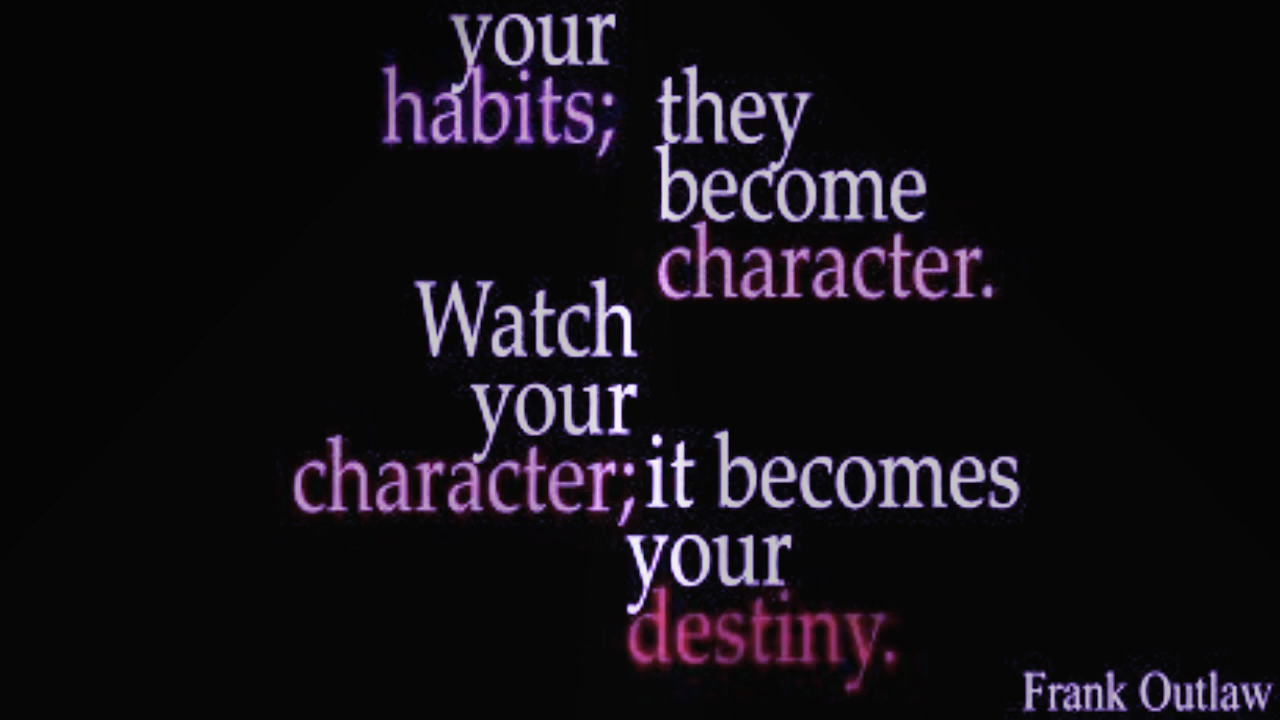 your
habits; they
become
character.
Watch
your
character; it becomes
your
destiny.
Frank Outlaw